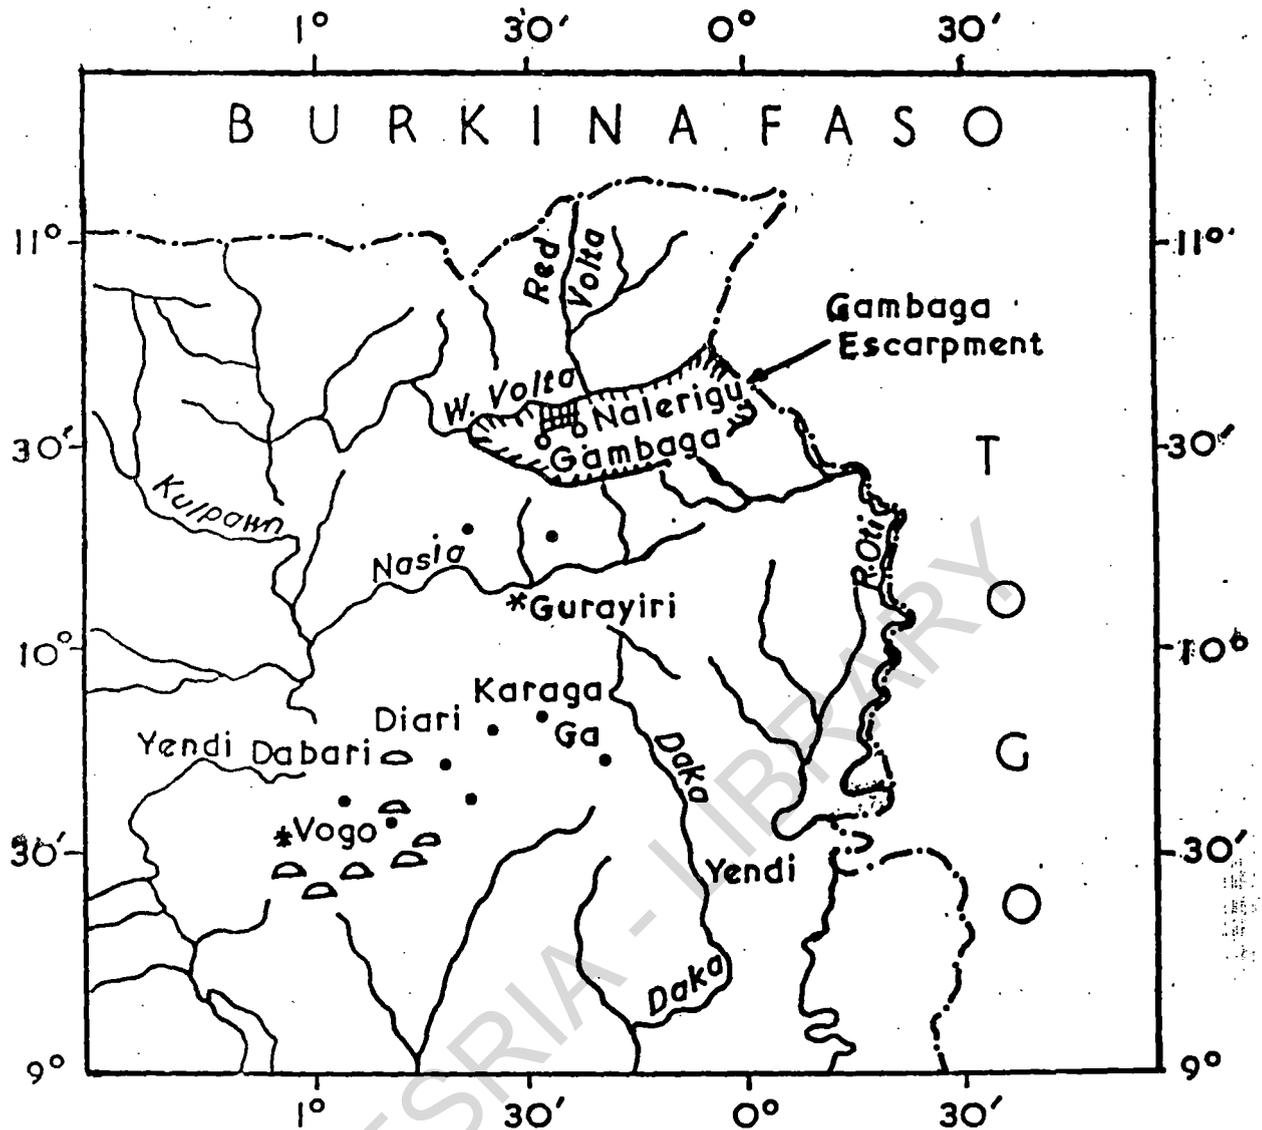 1° 30′ 0° 30′
BURKINA FASO
11° 11°
Red
Volta
Gambaga
Escarpment
W. Volta
Nalerigu
Gambaga
30′ 30′
T
Kulpawn
Nasia
R. Oti
*Gurayiri
O
10° 10°
Karaga
Diari
Ga
Yendi Dabari
Daka
G
*Vogo
30′ 30′
Yendi
O
Daka
9° 9°
1° 30′ 0° 30′
ESRIA - LIBRARY